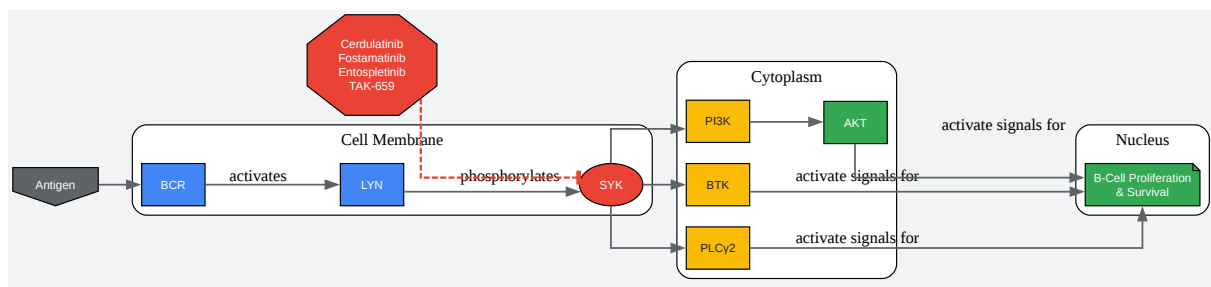 Cerdulatinib
Fostamatinib
Entospletinib
TAK-659
Cell Membrane
Antigen
BCR
activates
LYN
phosphorylates
SYK
Cytoplasm
PI3K
AKT
BTK
PLCγ2
activate signals for
activate signals for
activate signals for
Nucleus
B-Cell Proliferation
& Survival